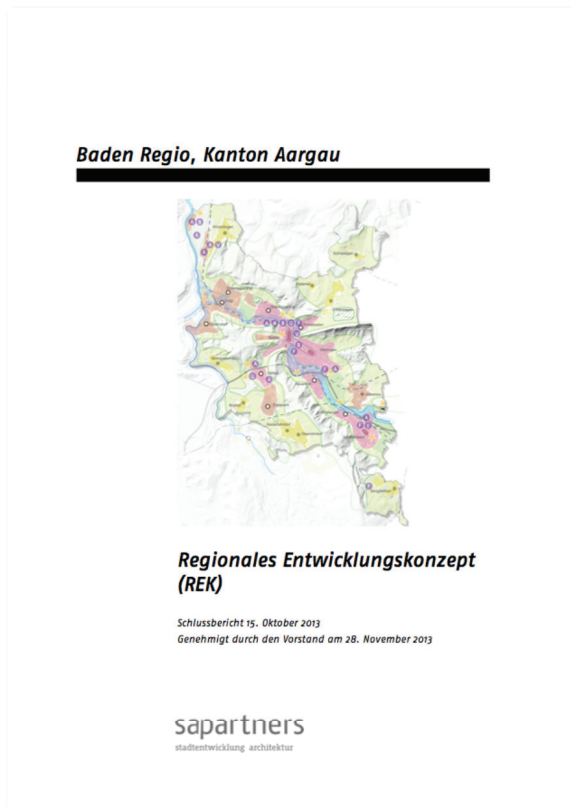 Baden Regio, Kanton Aargau
Regionales Entwicklungskonzept
(REK)
Schlussbericht 15. Oktober 2013
Genehmigt durch den Vorstand am 28. November 2013
sapartners
stadtentwicklung architektur